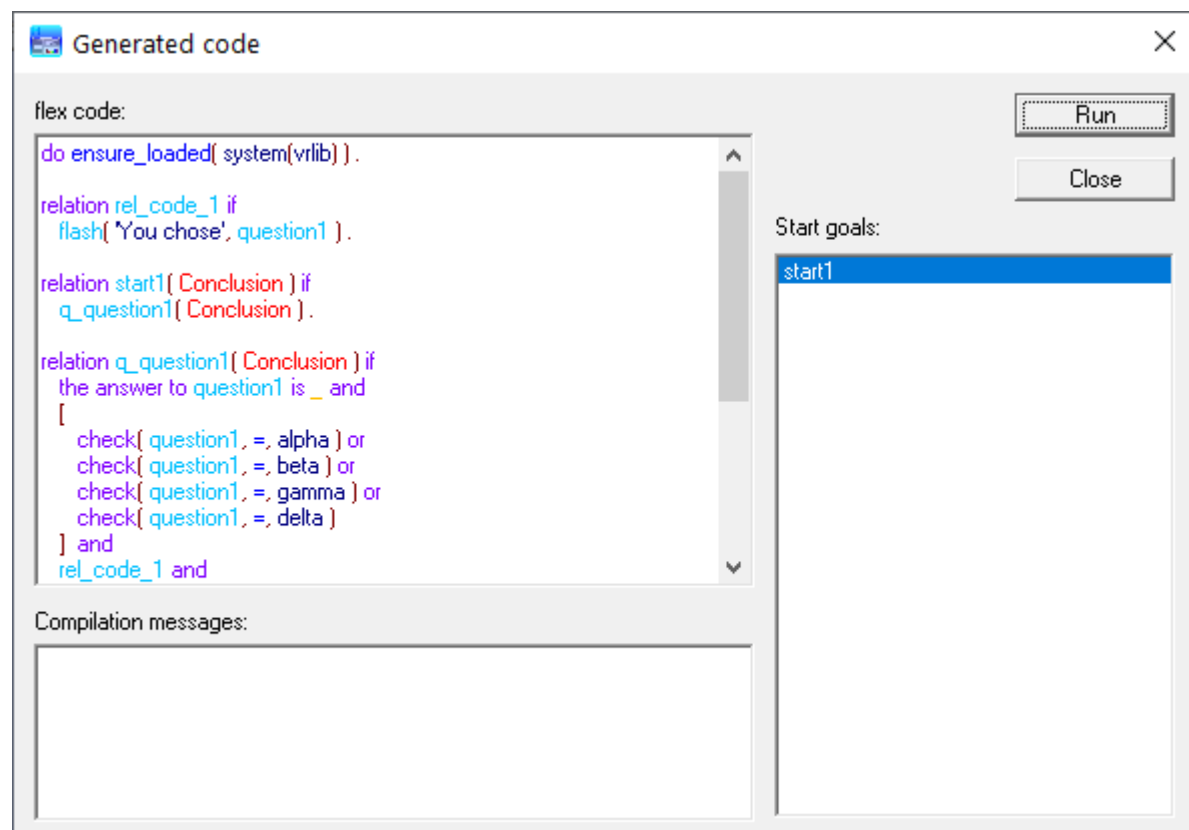 Generated code
flex code:
do ensure_loaded( system(vrlib) ) .
relation rel_code_1 if
flash( 'You chose', question1 ) .
relation start1( Conclusion ) if
q_question1( Conclusion ) .
relation q_question1( Conclusion ) if
the answer to question1 is _ and
[
check( question1, =, alpha ) or
check( question1, =, beta ) or
check( question1, =, gamma ) or
check( question1, =, delta )
] and
rel_code_1 and
Compilation messages:
Run
Close
Start goals:
start1